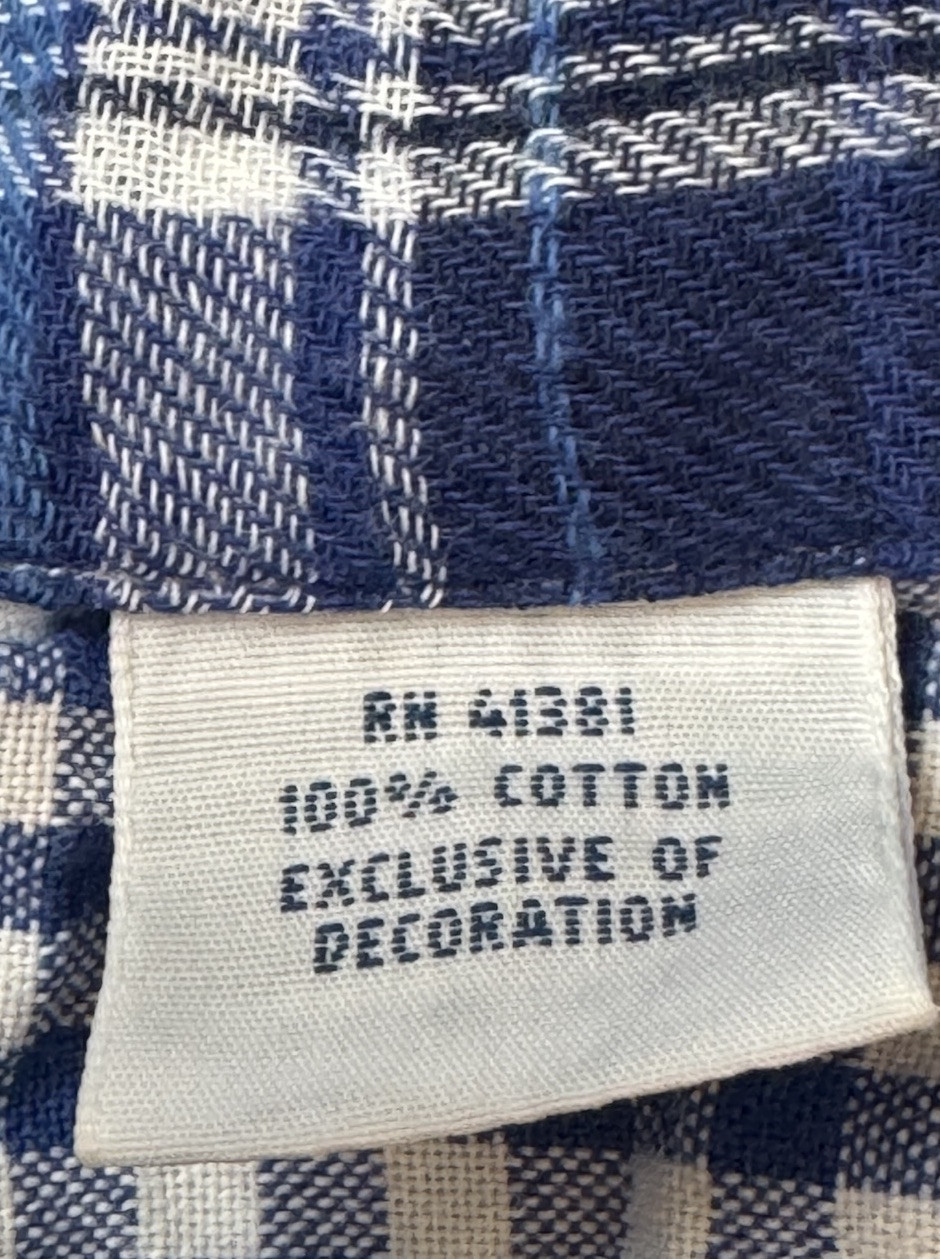 RN 41381
100% COTTON
EXCLUSIVE OF
DECORATION